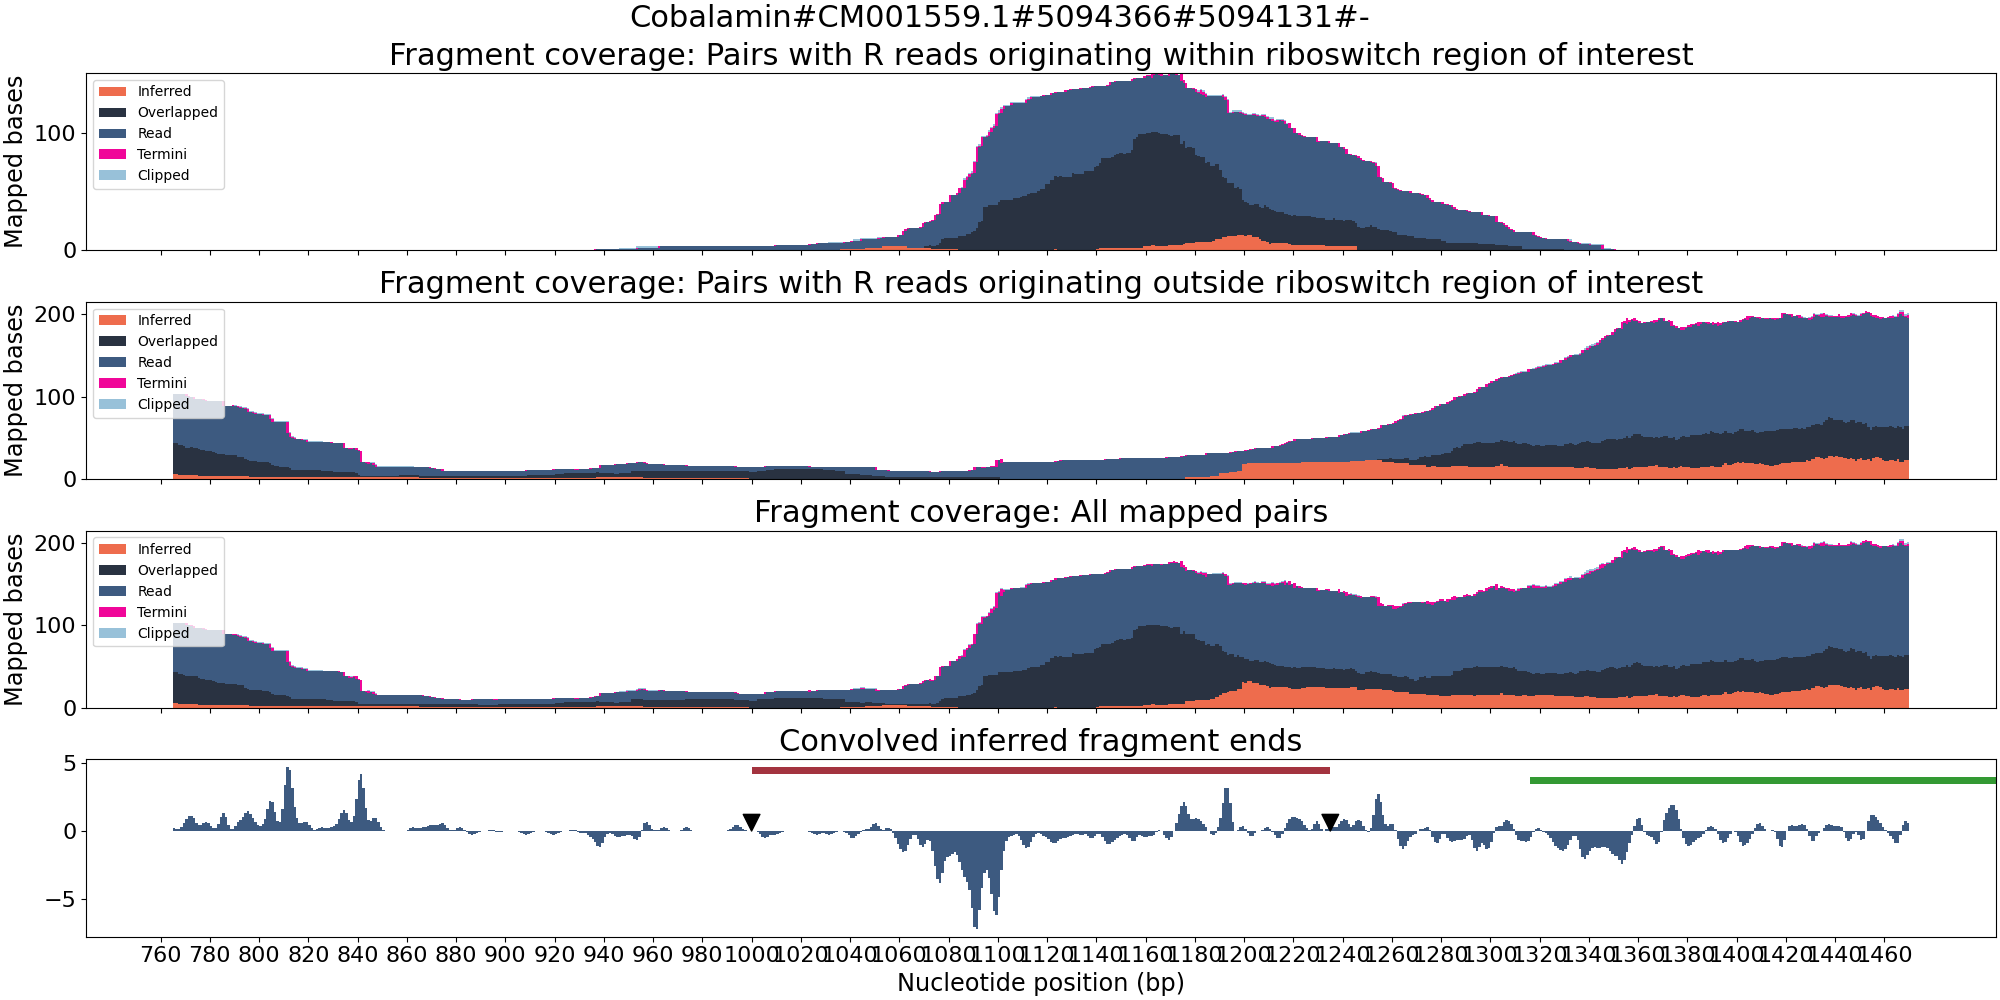 Cobalamin#CM001559.1#5094366#5094131#-
Fragment coverage: Pairs with R reads originating within riboswitch region of interest
Mapped bases
100
0
Inferred
Overlapped
Read
Termini
Clipped
Fragment coverage: Pairs with R reads originating outside riboswitch region of interest
Mapped bases
200
100
0
Inferred
Overlapped
Read
Termini
Clipped
Fragment coverage: All mapped pairs
Mapped bases
200
100
0
Inferred
Overlapped
Read
Termini
Clipped
Convolved inferred fragment ends
5
0
−5
760 780 800 820 840 860 880 900 920 940 960 980 1000 1020 1040 1060 1080 1100 1120 1140 1160 1180 1200 1220 1240 1260 1280 1300 1320 1340 1360 1380 1400 1420 1440 1460
Nucleotide position (bp)